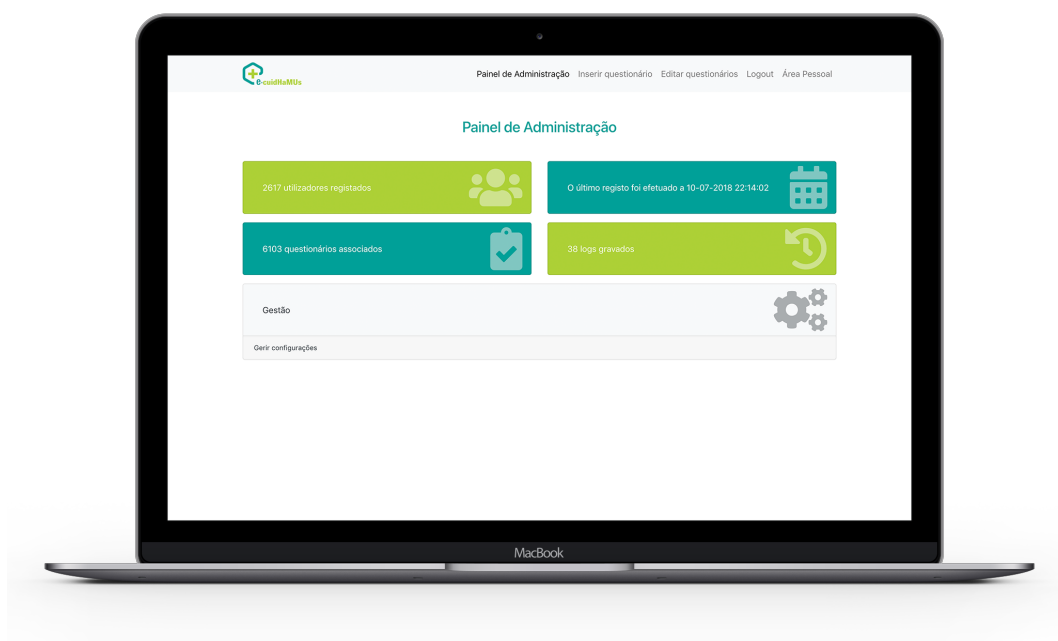 e-cuidHaMUs
Painel de Administração Inserir questionário Editar questionários Logout Área Pessoal
Painel de Administração
2617 utilizadores registados
O último registo foi efetuado a 10-07-2018 22:14:02
6103 questionários associados
38 logs gravados
Gestão
Gerir configurações
MacBook